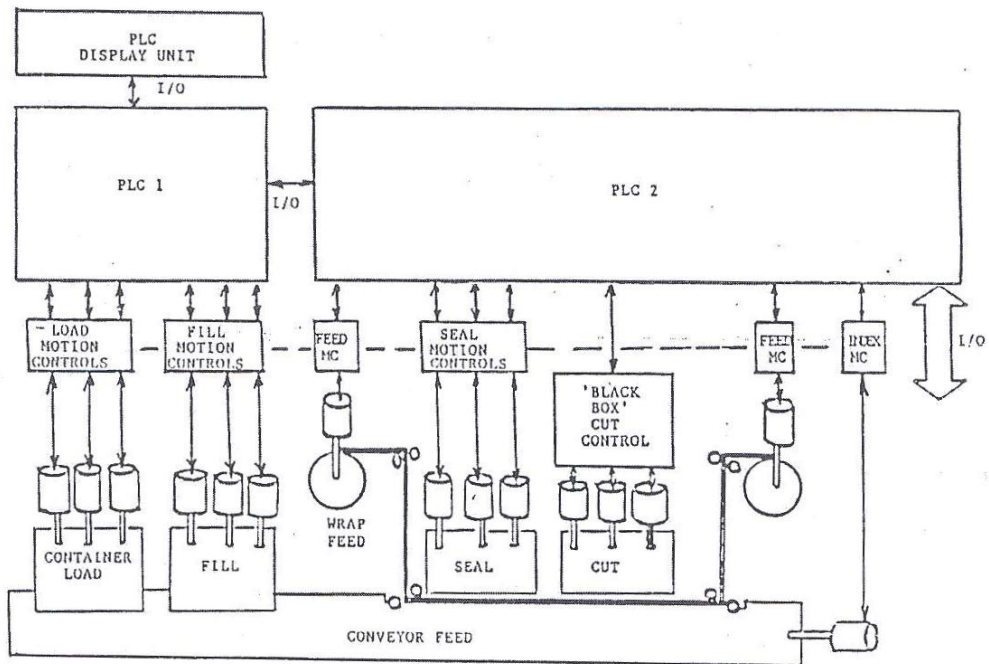 PLC
DISPLAY UNIT
I/O
PLC 1
I/O
PLC 2
LOAD
MOTION
CONTROLS
FILL
MOTION
CONTROLS
FEED
MC
SEAL
MOTION
CONTROLS
FEED
MC
INDEX
MC
I/O
'BLACK
BOX'
CUT
CONTROL
WRAP
FEED
CONTAINER
LOAD
FILL
SEAL
CUT
CONVEYOR FEED